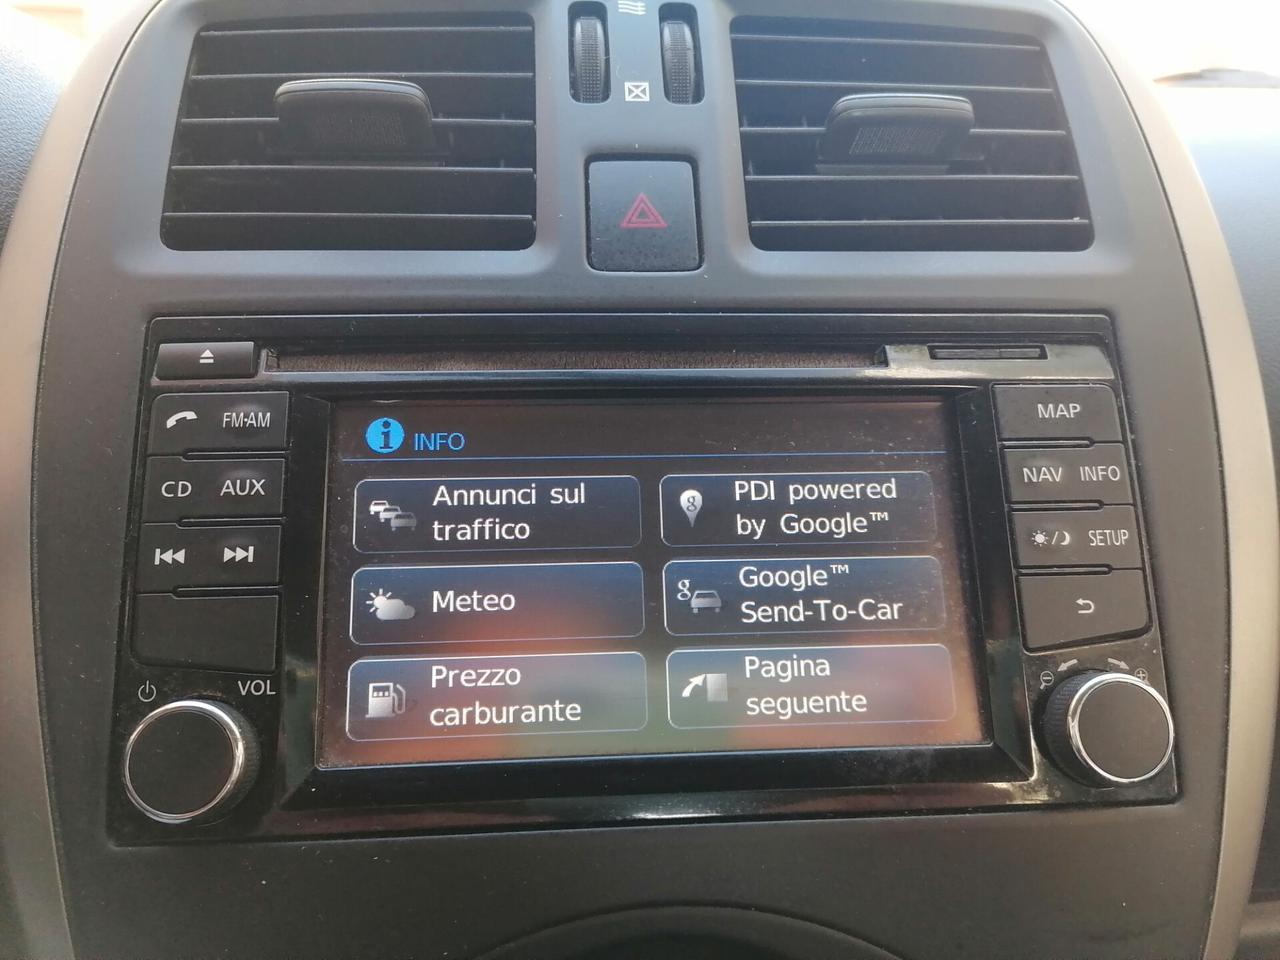 FM·AM
CD AUX
VOL
INFO
Annunci sul
traffico
PDI powered
by Google™
Meteo
Google™
Send-To-Car
Prezzo
carburante
Pagina
seguente
MAP
NAV INFO
SETUP